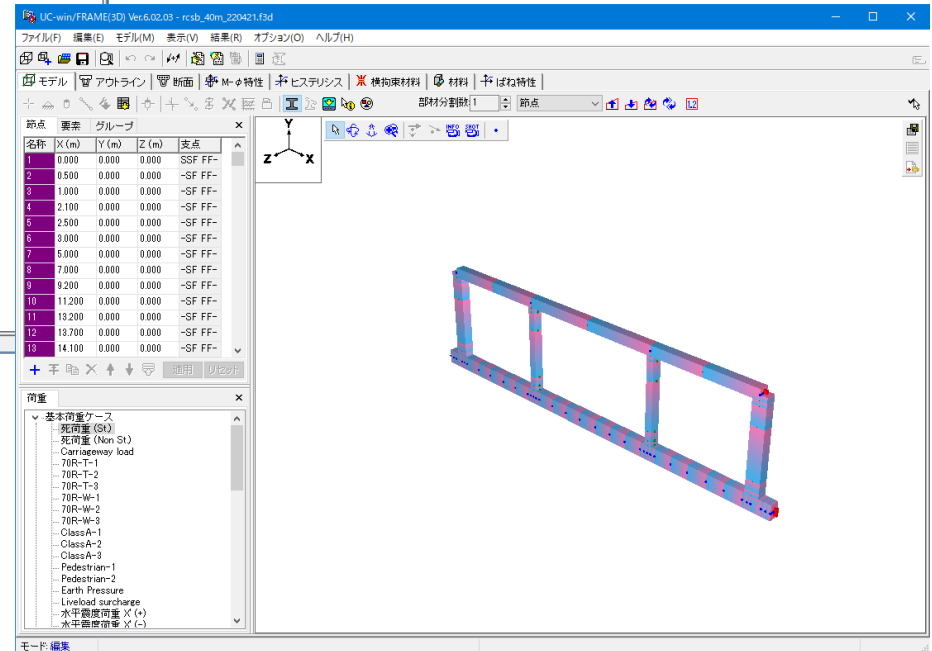 UC-win/FRAME(3D) Ver.6.02.03 - rcsb_40m_220421.f3d
ファイル(F) 編集(E) モデル(M) 表示(V) 結果(R) オプション(O) ヘルプ(H)
モデル アウトライン 断面 M-φ特性 ヒステリシス 横拘束材料 材料 ばね特性
部材分割数 1 節点
節点 要素 グループ
名称 X (m) Y (m) Z (m) 支点
1 0.000 0.000 0.000 SSF FF-
2 0.500 0.000 0.000 -SF FF-
3 1.000 0.000 0.000 -SF FF-
4 2.100 0.000 0.000 -SF FF-
5 2.500 0.000 0.000 -SF FF-
6 3.000 0.000 0.000 -SF FF-
7 5.000 0.000 0.000 -SF FF-
8 7.000 0.000 0.000 -SF FF-
9 9.200 0.000 0.000 -SF FF-
10 11.200 0.000 0.000 -SF FF-
11 13.200 0.000 0.000 -SF FF-
12 13.700 0.000 0.000 -SF FF-
13 14.100 0.000 0.000 -SF FF-
適用 リセット
Y
Z X
INFO SHOT
荷重
基本荷重ケース
死荷重 (St)
死荷重 (Non St.)
Carriageway load
70R-T-1
70R-T-2
70R-T-3
70R-W-1
70R-W-2
70R-W-3
ClassA-1
ClassA-2
ClassA-3
Pedestrian-1
Pedestrian-2
Earth Pressure
Liveload surcharge
水平震度荷重 X' (+)
水平震度荷重 X' (-)
モード: 編集